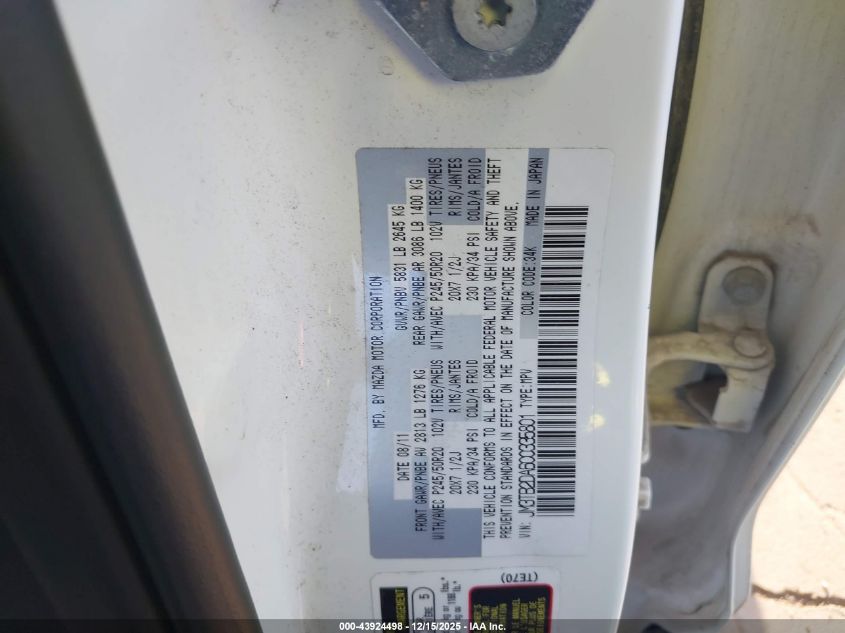 MFD. BY MAZDA MOTOR CORPORATION
DATE 08/11 GVWR/PNBV 5831 LB 2645 KG
FRONT GAWR/PNBE AV 2813 LB 1276 KG REAR GAWR/PNBE AR 3086 LB 1400 KG
WITH/AVEC P245/50R20 102V TIRES/PNEUS WITH/AVEC P245/50R20 102V TIRES/PNEUS
20X7 1/2J RIMS/JANTES 20X7 1/2J RIMS/JANTES
230 KPA/34 PSI COLD/A FROID 230 KPA/34 PSI COLD/A FROID
THIS VEHICLE CONFORMS TO ALL APPLICABLE FEDERAL MOTOR VEHICLE SAFETY AND THEFT
PREVENTION STANDARDS IN EFFECT ON THE DATE OF MANUFACTURE SHOWN ABOVE.
VIN: JM3TB2DA6C0335801 TYPE:MPV COLOR CODE:34K MADE IN JAPAN
(TE70)
5
000-43924498 - 12/15/2025 - IAA Inc.